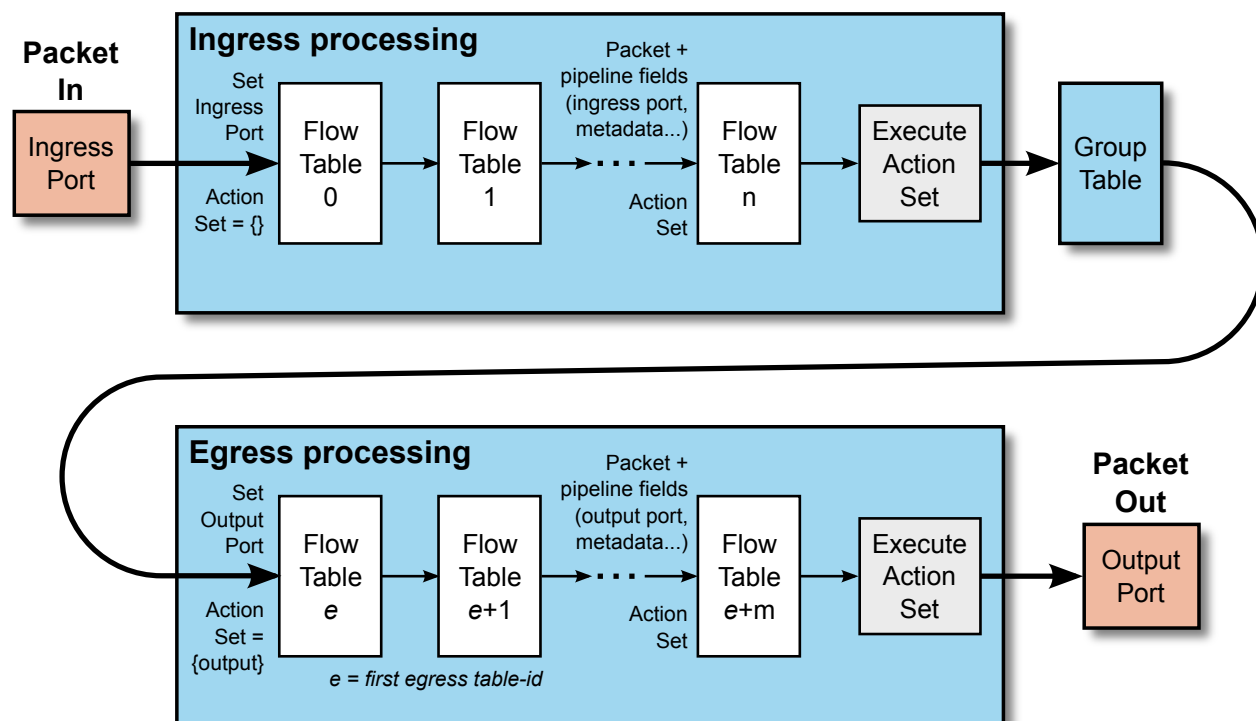 Packet
In
Ingress
Port
Ingress processing
Set
Ingress
Port
Action
Set = {}
Flow
Table
0
Flow
Table
1
Packet +
pipeline fields
(ingress port,
metadata...)
...
Action
Set
Flow
Table
n
Execute
Action
Set
Group
Table
Egress processing
Set
Output
Port
Action
Set =
{output}
Flow
Table
e
Flow
Table
e+1
Packet +
pipeline fields
(output port,
metadata...)
...
Action
Set
Flow
Table
e+m
Execute
Action
Set
e = first egress table-id
Packet
Out
Output
Port